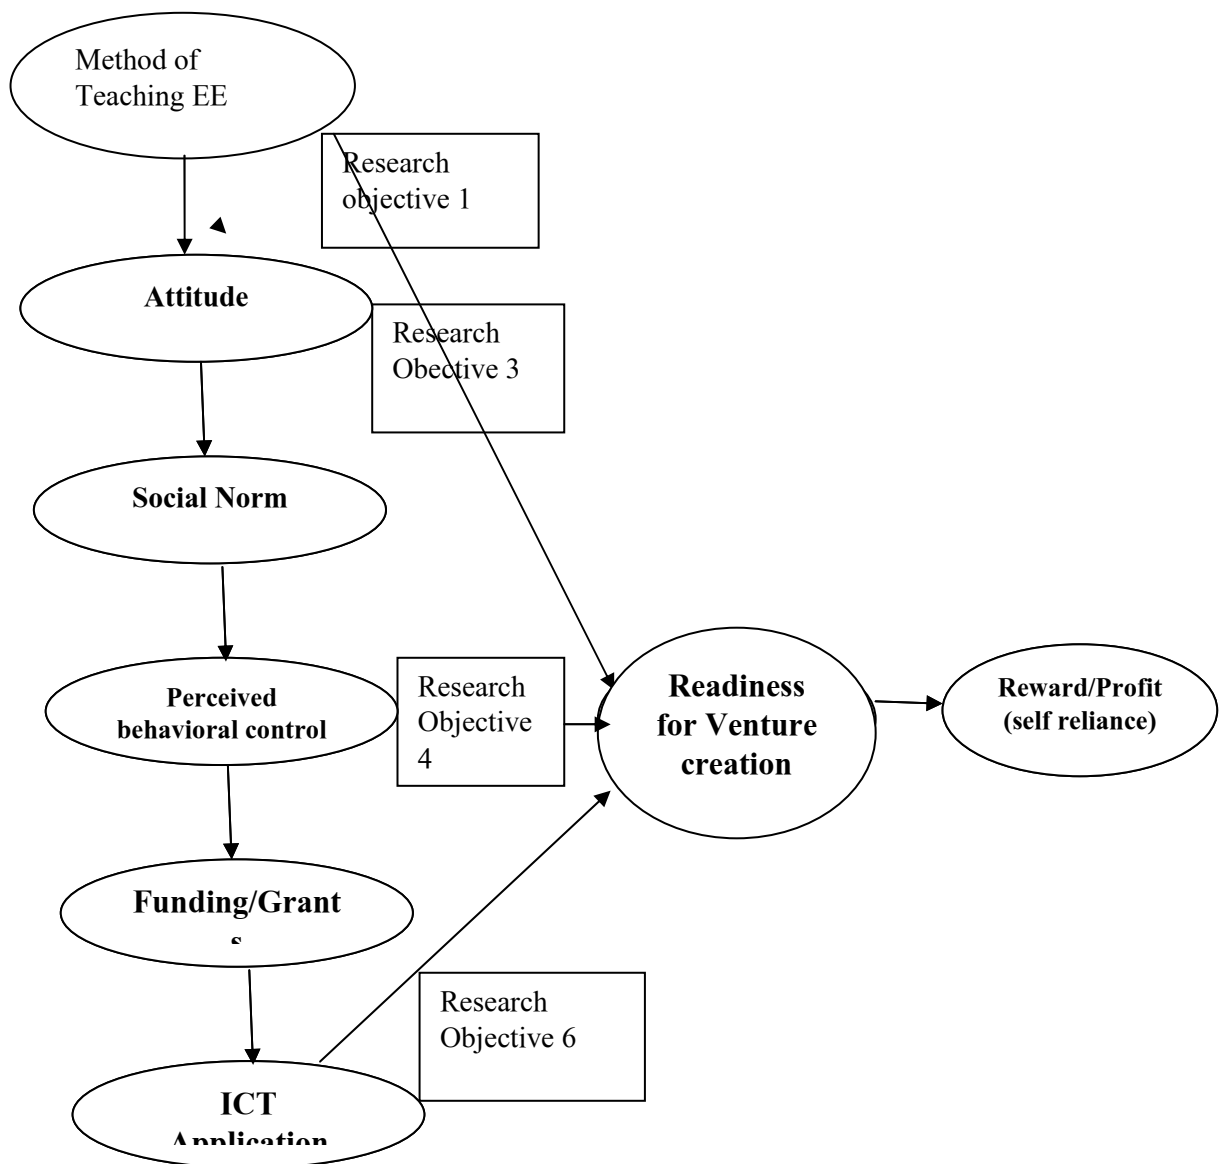 Method of
Teaching EE
Research
objective 1
Attitude
Research
Obective 3
Social Norm
Perceived
behavioral control
Research
Objective
4
Readiness
for Venture
creation
Reward/Profit
(self reliance)
Funding/Grant
s
Research
Objective 6
ICT
Application